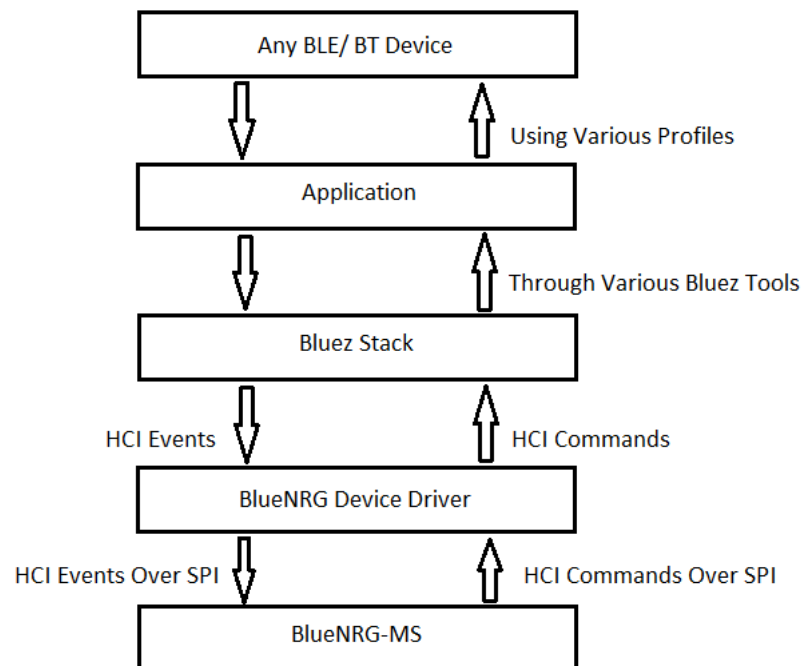 Any BLE/ BT Device
Using Various Profiles
Application
Through Various Bluez Tools
Bluez Stack
HCI Events
HCI Commands
BlueNRG Device Driver
HCI Events Over SPI
HCI Commands Over SPI
BlueNRG-MS